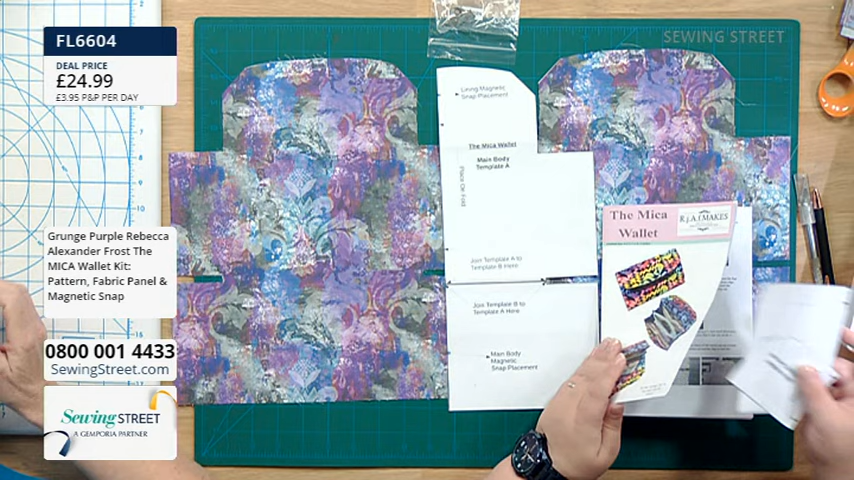 FL6604
DEAL PRICE
£24.99
£3.95 P&P PER DAY
Grunge Purple Rebecca
Alexander Frost The
MICA Wallet Kit:
Pattern, Fabric Panel &
Magnetic Snap
0800 001 4433
SewingStreet.com
Sewing STREET
A GEMPORIA PARTNER
SEWING STREET
Lining Magnetic
Snap Placement
The Mica Wallet
Main Body
Template A
Place On Fold
Join Template A to
Template B Here
Join Template B to
Template A Here
Main Body
Magnetic
Snap Placement
The Mica
Wallet
R.J.A.F.MAKES